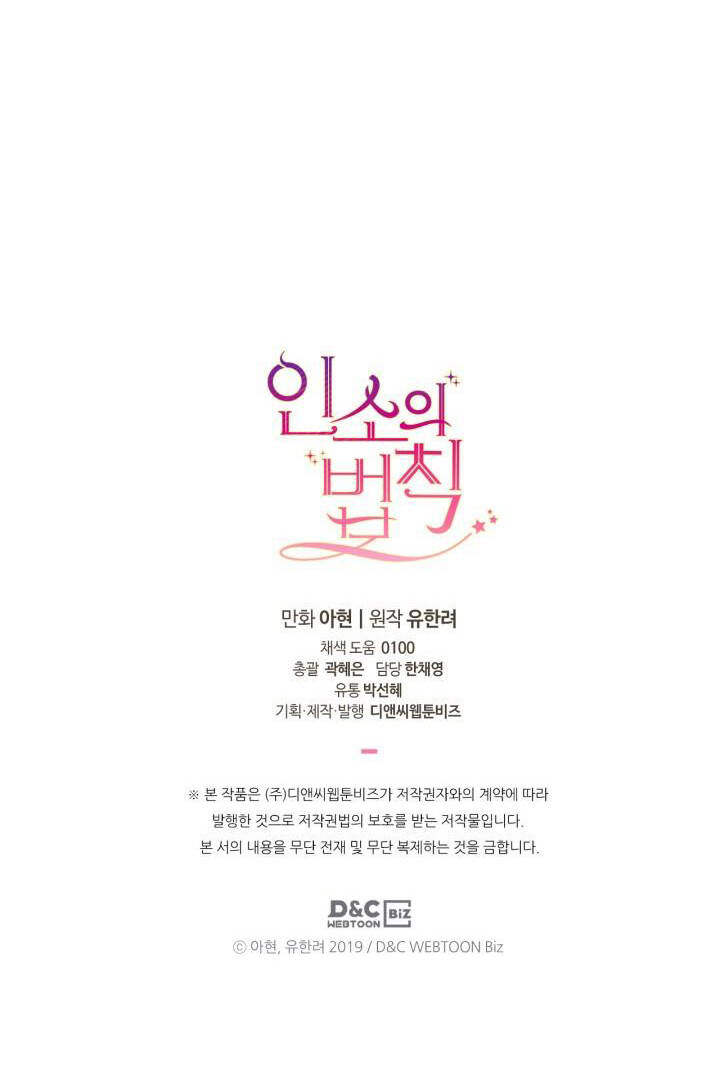 인소의
법칙
만화 아현 | 원작 유한려
채색 도움 0100
총괄 곽혜은 담당 한채영
유통 박선혜
기획·제작·발행 디앤씨웹툰비즈
※ 본 작품은 (주)디앤씨웹툰비즈가 저작권자와의 계약에 따라
발행한 것으로 저작권법의 보호를 받는 저작물입니다.
본 서의 내용을 무단 전재 및 무단 복제하는 것을 금합니다.
D&C BiZ
WEBTOON
ⓒ 아현, 유한려 2019 / D&C WEBTOON Biz